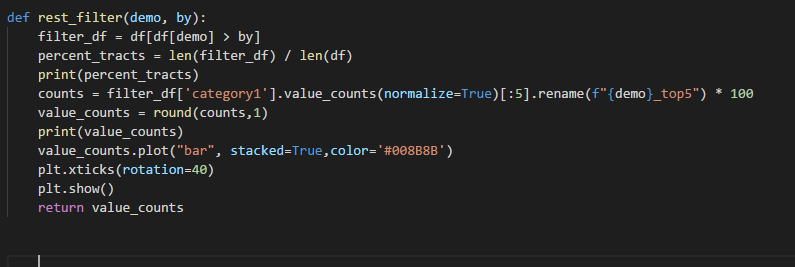 def rest_filter(demo, by):
    filter_df = df[df[demo] > by]
    percent_tracts = len(filter_df) / len(df)
    print(percent_tracts)
    counts = filter_df['category1'].value_counts(normalize=True)[:5].rename(f"{demo}_top5") * 100
    value_counts = round(counts,1)
    print(value_counts)
    value_counts.plot("bar", stacked=True,color='#008B8B')
    plt.xticks(rotation=40)
    plt.show()
    return value_counts